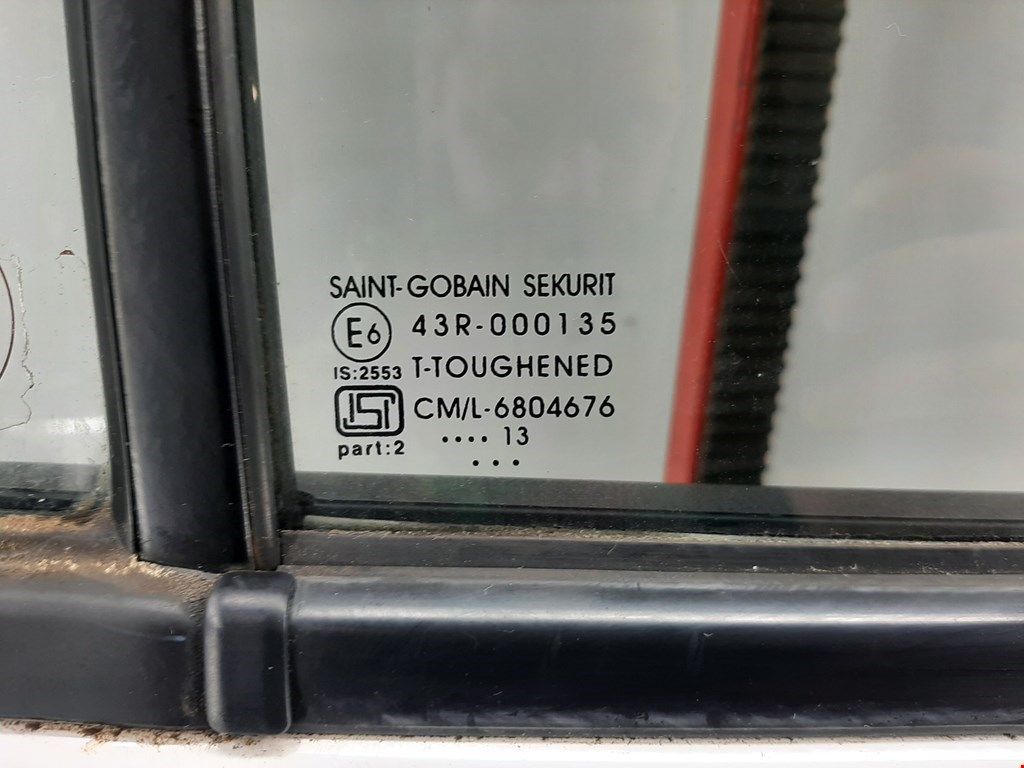 SAINT-GOBAIN SEKURIT
E6 43R-000135
IS:2553 T-TOUGHENED
ISI CM/L-6804676
part:2 .... 13
...